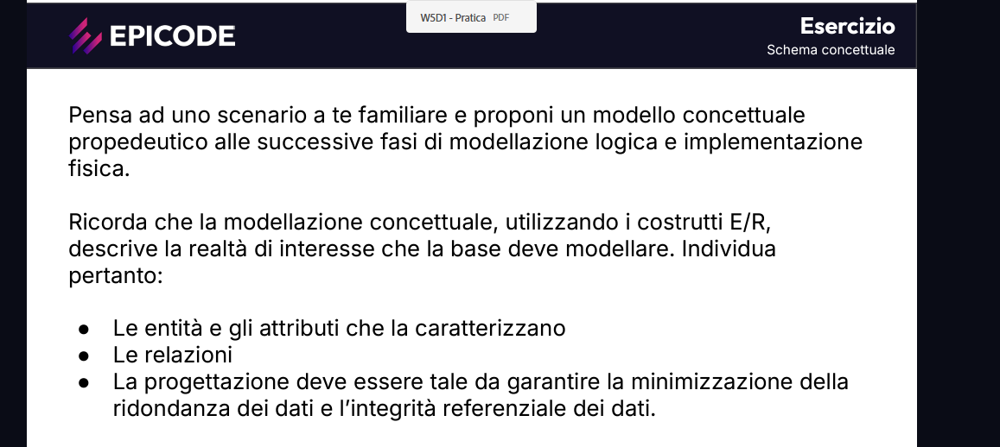 W5D1 - Pratica PDF
EPICODE
Esercizio
Schema concettuale
Pensa ad uno scenario a te familiare e proponi un modello concettuale
propedeutico alle successive fasi di modellazione logica e implementazione
fisica.
Ricorda che la modellazione concettuale, utilizzando i costrutti E/R,
descrive la realtà di interesse che la base deve modellare. Individua
pertanto:
● Le entità e gli attributi che la caratterizzano
● Le relazioni
● La progettazione deve essere tale da garantire la minimizzazione della
ridondanza dei dati e l’integrità referenziale dei dati.